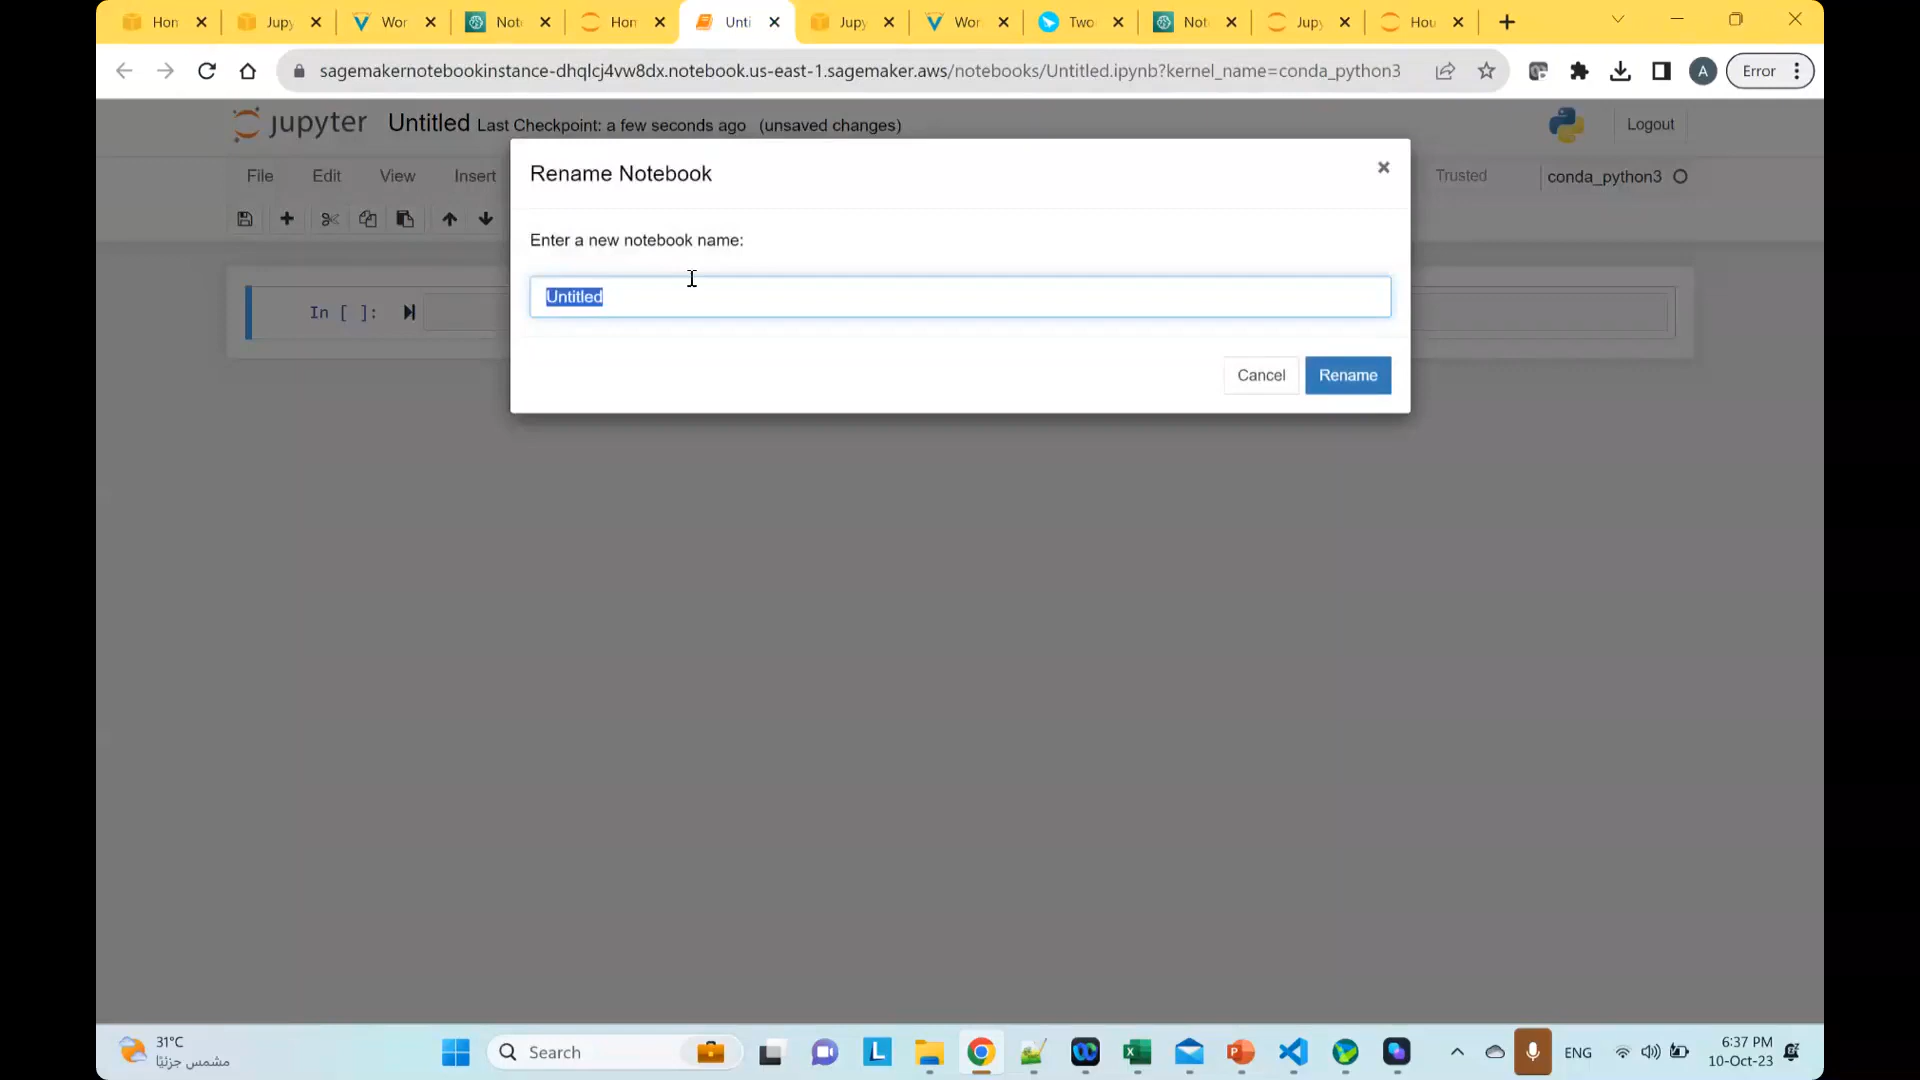 Hon
Jupy
Wor
Not
Hom
Unti
Jupy
Wor
Two
Not
Jupy
Hou
sagemakernotebookinstance-dhqlcj4vw8dx.notebook.us-east-1.sagemaker.aws/notebooks/Untitled.ipynb?kernel_name=conda_python3
A
Error
jupyter Untitled Last Checkpoint: a few seconds ago (unsaved changes)
Logout
File Edit View Insert
Trusted
conda_python3
Rename Notebook
Enter a new notebook name:
Untitled
Cancel Rename
In [ ]:
31°C
مشمس جزئيًا
Search
L
ENG
6:37 PM
10-Oct-23